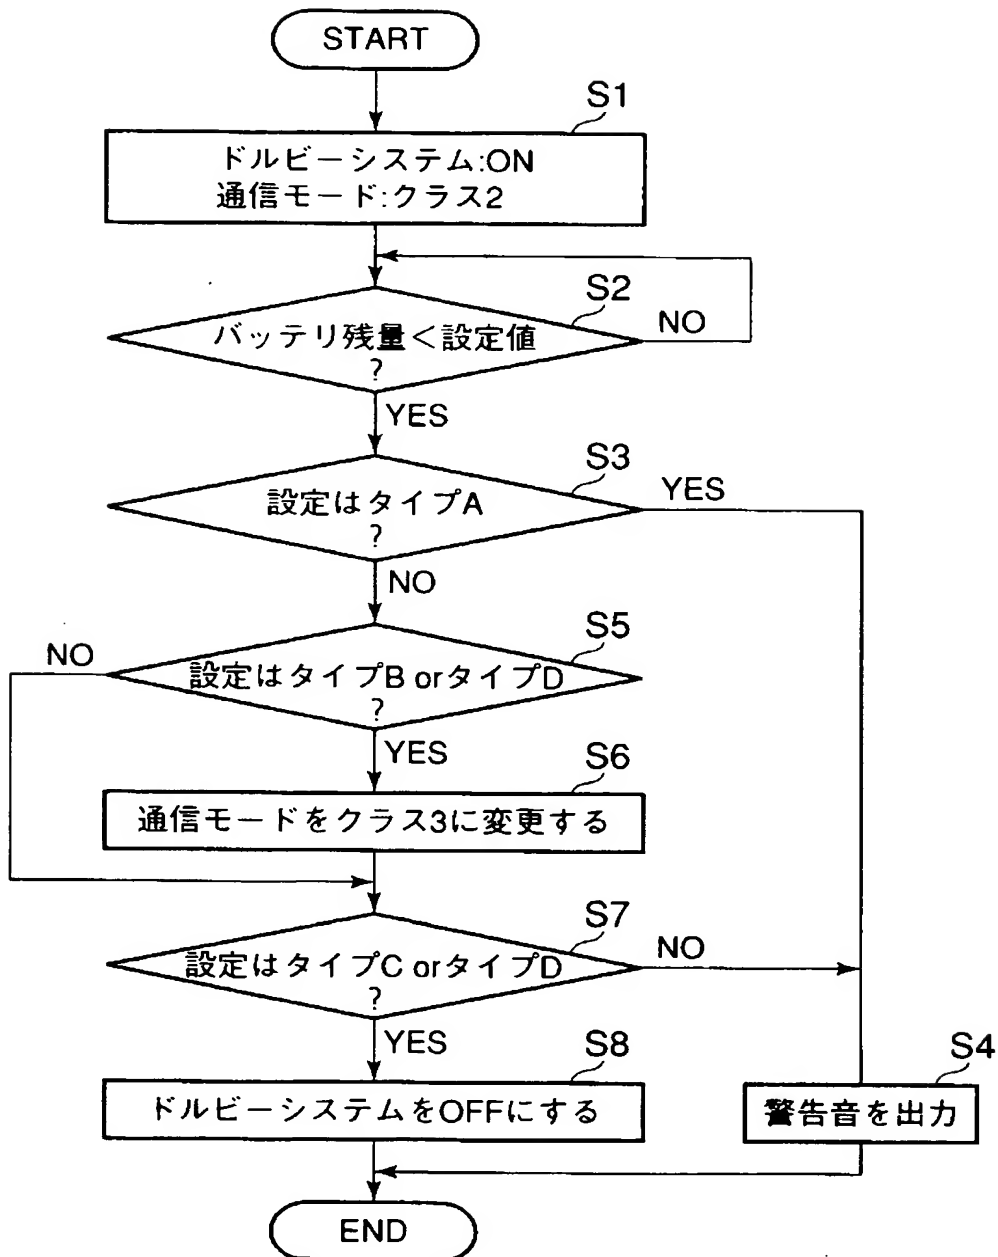 START
S1
ドルビーシステム:ON
通信モード:クラス2
S2
バッテリ残量<設定値
?
NO
YES
S3
設定はタイプA
?
YES
NO
S5
設定はタイプB orタイプD
?
NO
YES
S6
通信モードをクラス3に変更する
S7
設定はタイプC orタイプD
?
NO
YES
S8
ドルビーシステムをOFFにする
S4
警告音を出力
END